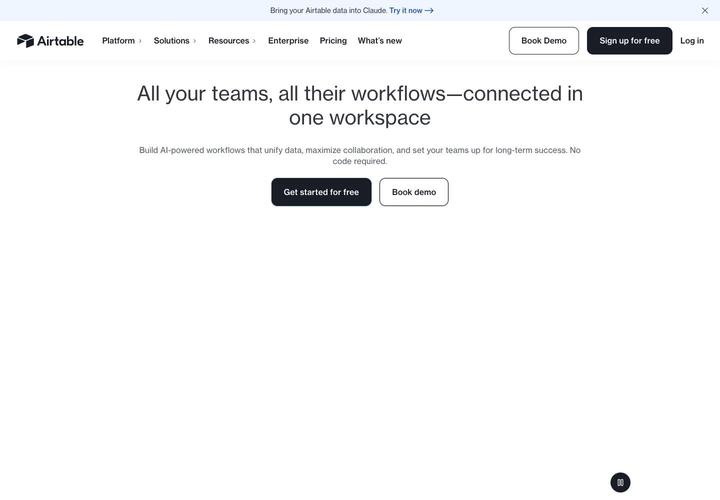 Bring your Airtable data into Claude. Try it now
Airtable
Platform
Solutions
Resources
Enterprise
Pricing
What's new
Book Demo
Sign up for free
Log in
All your teams, all their workflows—connected in
one workspace
Build AI-powered workflows that unify data, maximize collaboration, and set your teams up for long-term success. No
code required.
Get started for free
Book demo